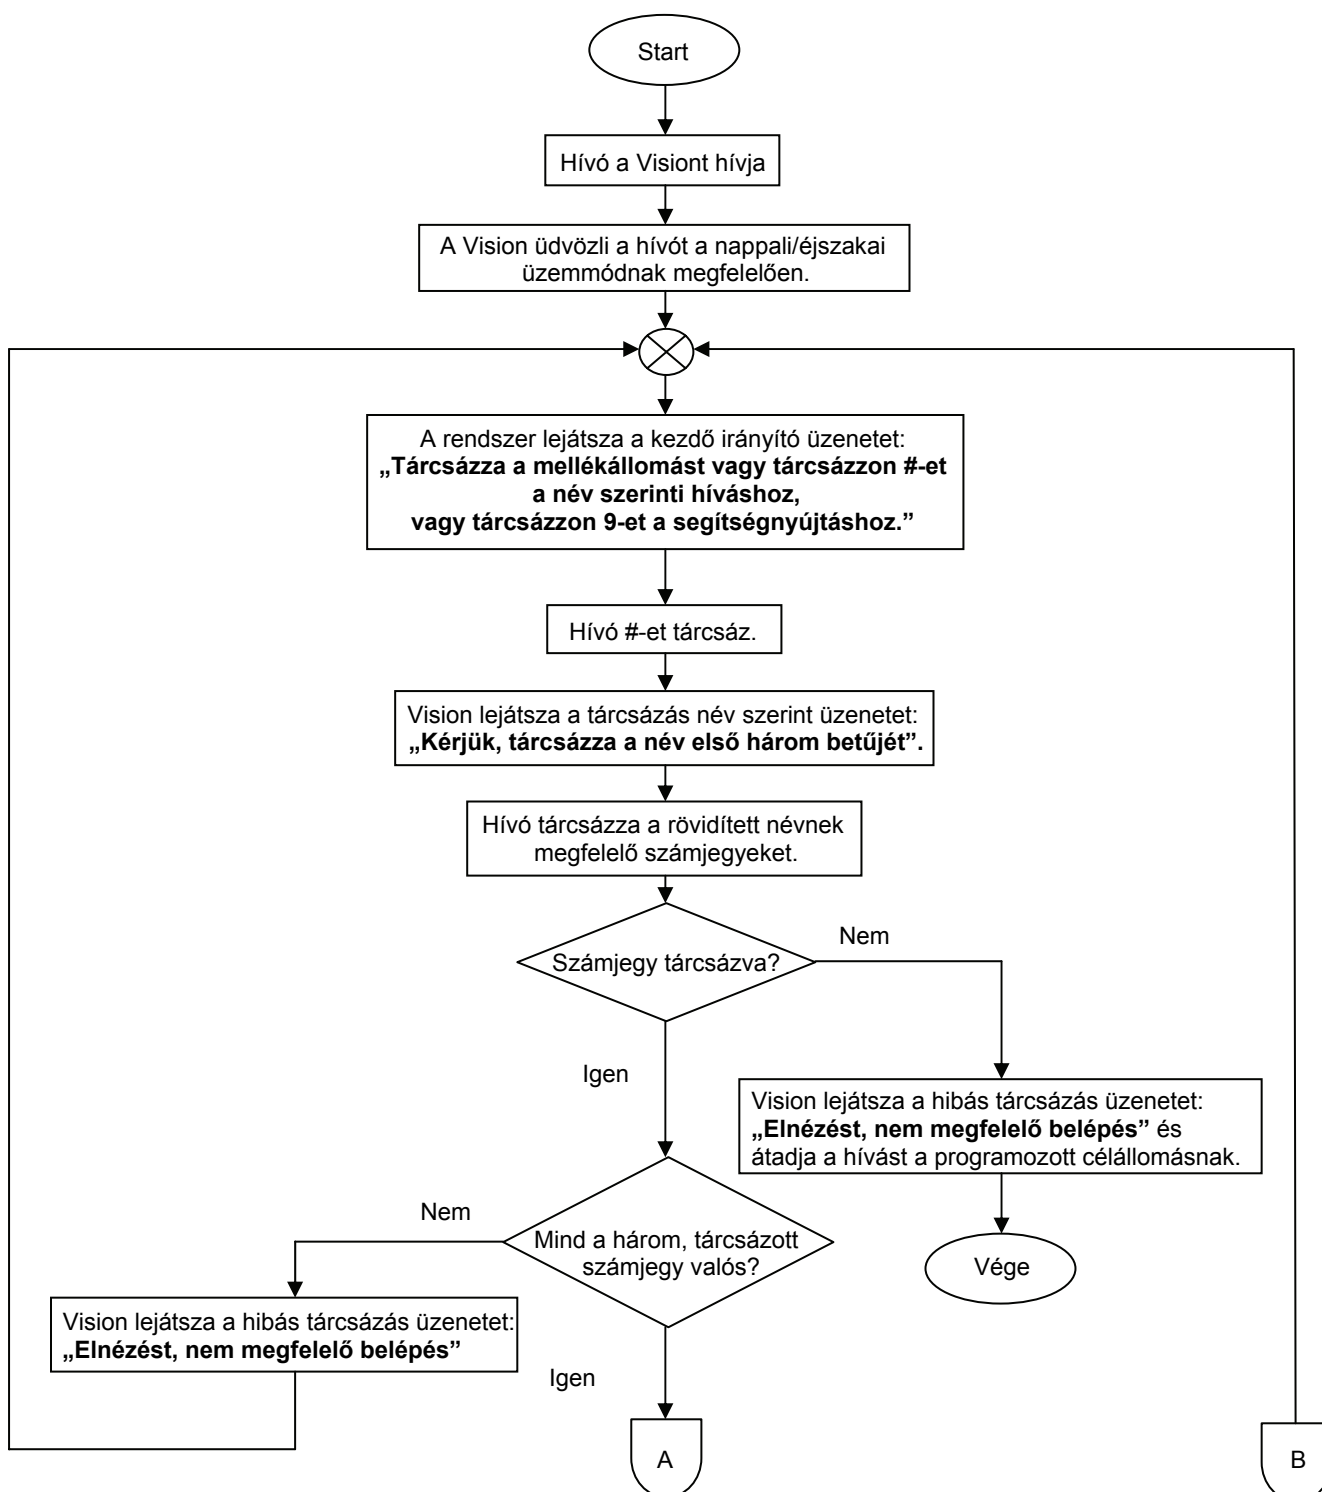 Start
Hívó a Visiont hívja
A Vision üdvözli a hívót a nappali/éjszakai
üzemmódnak megfelelően.
A rendszer lejátsza a kezdő irányító üzenetet:
„Tárcsázza a mellékállomást vagy tárcsázzon #-et
a név szerinti híváshoz,
vagy tárcsázzon 9-et a segítségnyújtáshoz.”
Hívó #-et tárcsáz.
Vision lejátsza a tárcsázás név szerint üzenetet:
„Kérjük, tárcsázza a név első három betűjét”.
Hívó tárcsázza a rövidített névnek
megfelelő számjegyeket.
Számjegy tárcsázva?
Nem
Igen
Vision lejátsza a hibás tárcsázás üzenetet:
„Elnézést, nem megfelelő belépés” és
átadja a hívást a programozott célállomásnak.
Vége
Mind a három, tárcsázott
számjegy valós?
Nem
Vision lejátsza a hibás tárcsázás üzenetet:
„Elnézést, nem megfelelő belépés”
Igen
A
B